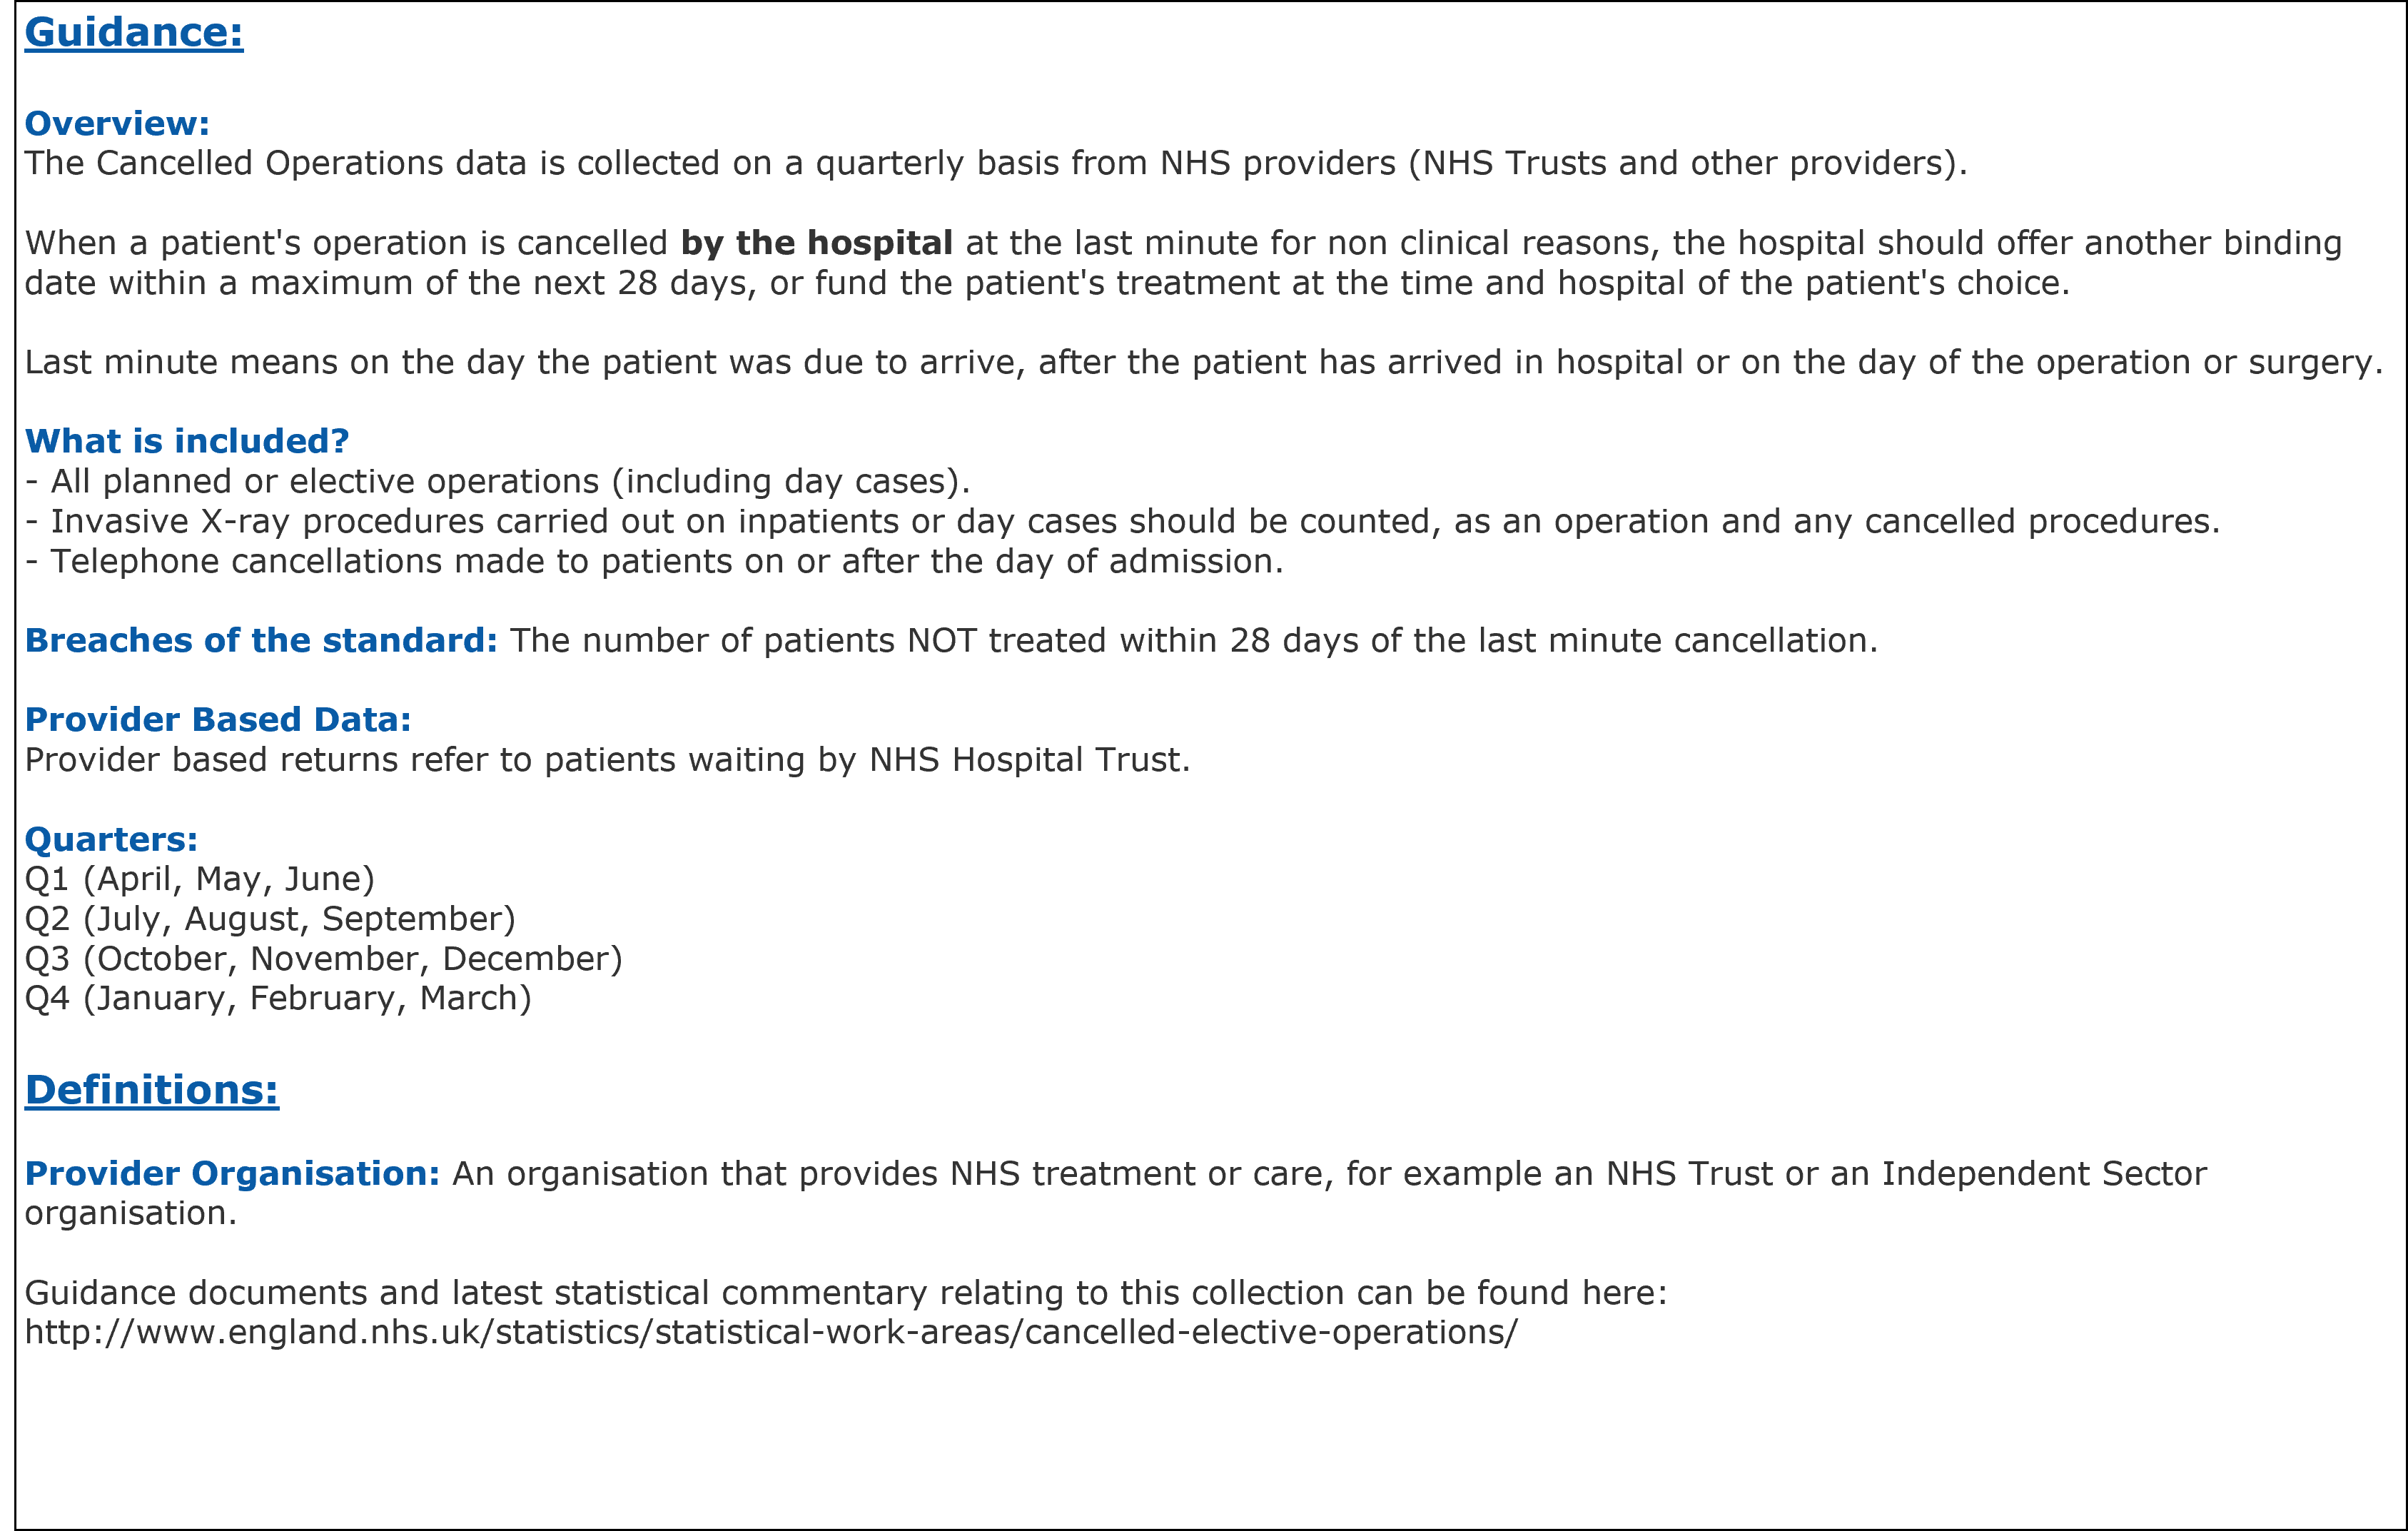 Guidance:
Overview:
The Cancelled Operations data is collected on a quarterly basis from NHS providers (NHS Trusts and other providers).
When a patient's operation is cancelled by the hospital at the last minute for non clinical reasons, the hospital should offer another binding
date within a maximum of the next 28 days, or fund the patient's treatment at the time and hospital of the patient's choice.
Last minute means on the day the patient was due to arrive, after the patient has arrived in hospital or on the day of the operation or surgery.
What is included?
- All planned or elective operations (including day cases).
- Invasive X-ray procedures carried out on inpatients or day cases should be counted, as an operation and any cancelled procedures.
- Telephone cancellations made to patients on or after the day of admission.
Breaches of the standard: The number of patients NOT treated within 28 days of the last minute cancellation.
Provider Based Data:
Provider based returns refer to patients waiting by NHS Hospital Trust.
Quarters:
Q1 (April, May, June)
Q2 (July, August, September)
Q3 (October, November, December)
Q4 (January, February, March)
Definitions:
Provider Organisation: An organisation that provides NHS treatment or care, for example an NHS Trust or an Independent Sector
organisation.
Guidance documents and latest statistical commentary relating to this collection can be found here:
http://www.england.nhs.uk/statistics/statistical-work-areas/cancelled-elective-operations/